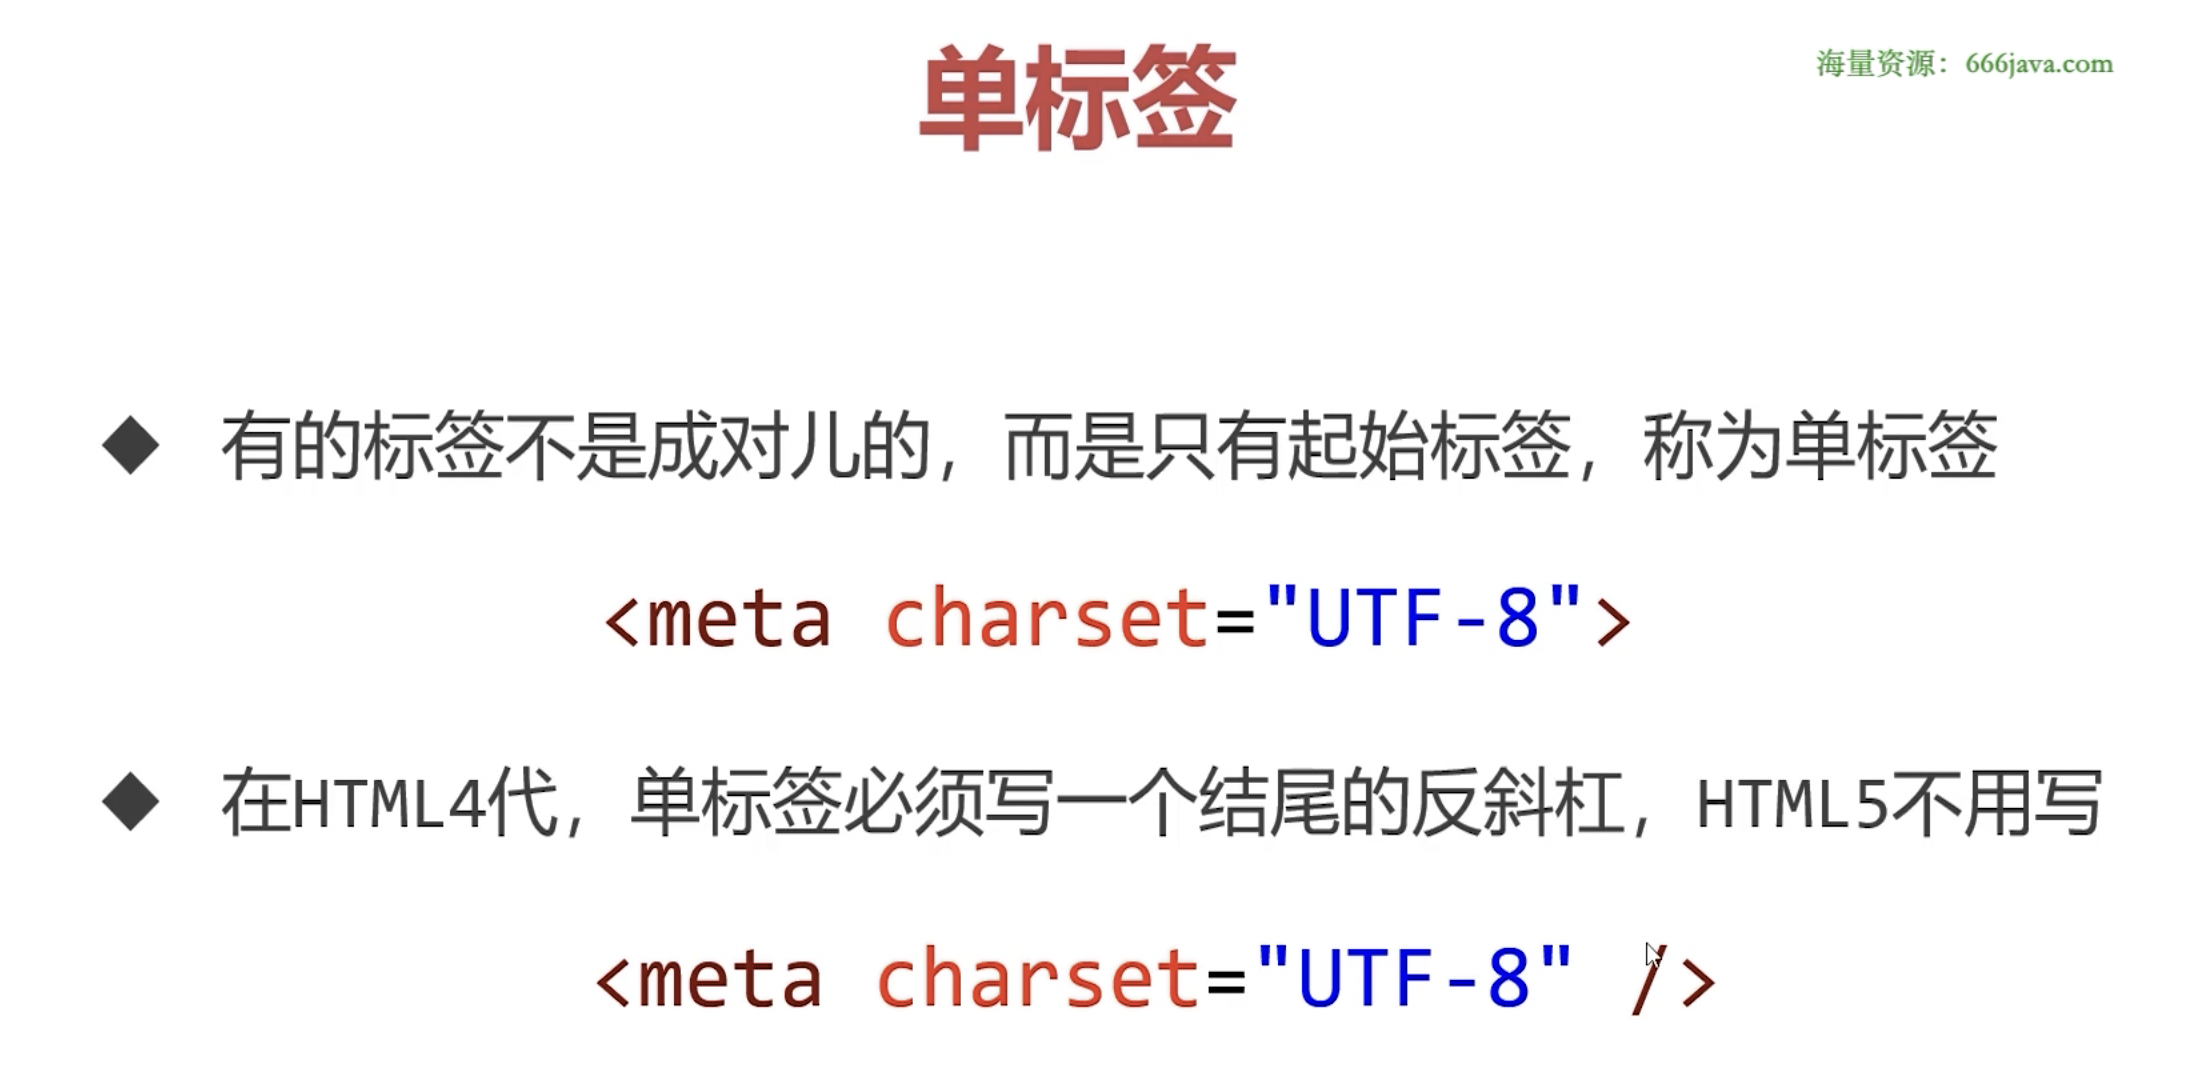 单标签
海量资源：666java.com
◆ 有的标签不是成对儿的，而是只有起始标签，称为单标签
<meta charset="UTF-8">
◆ 在HTML4代，单标签必须写一个结尾的反斜杠，HTML5不用写
<meta charset="UTF-8" />